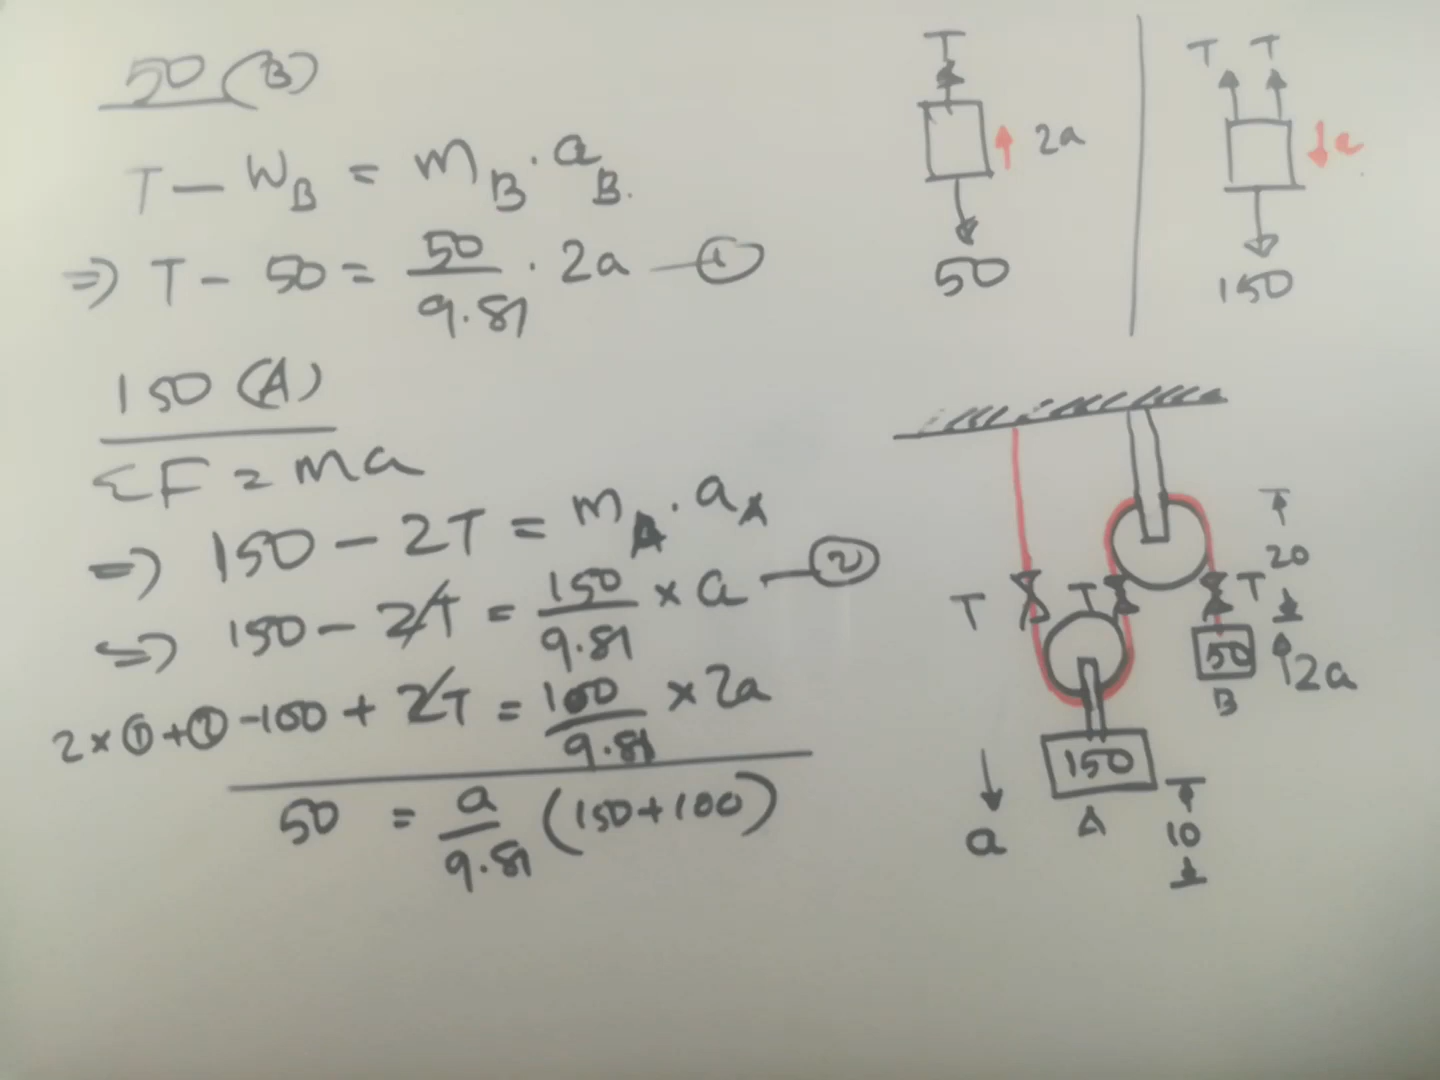 50 (B)
T - W_B = m_B . a_B.
⇒ T - 50 = 50/9.81 . 2a — ①
150 (A)
ΣF = ma
⇒ 150 - 2T = m_A . a_A
⇒ 150 - 2T = 150/9.81 × a — ②
2×①+② -100 + 2T = 100/9.81 × 2a
50 = a/9.81 (150+100)
T
2a
50
T T
a
150
T T T
20
50
B
2a
150
A
a
10